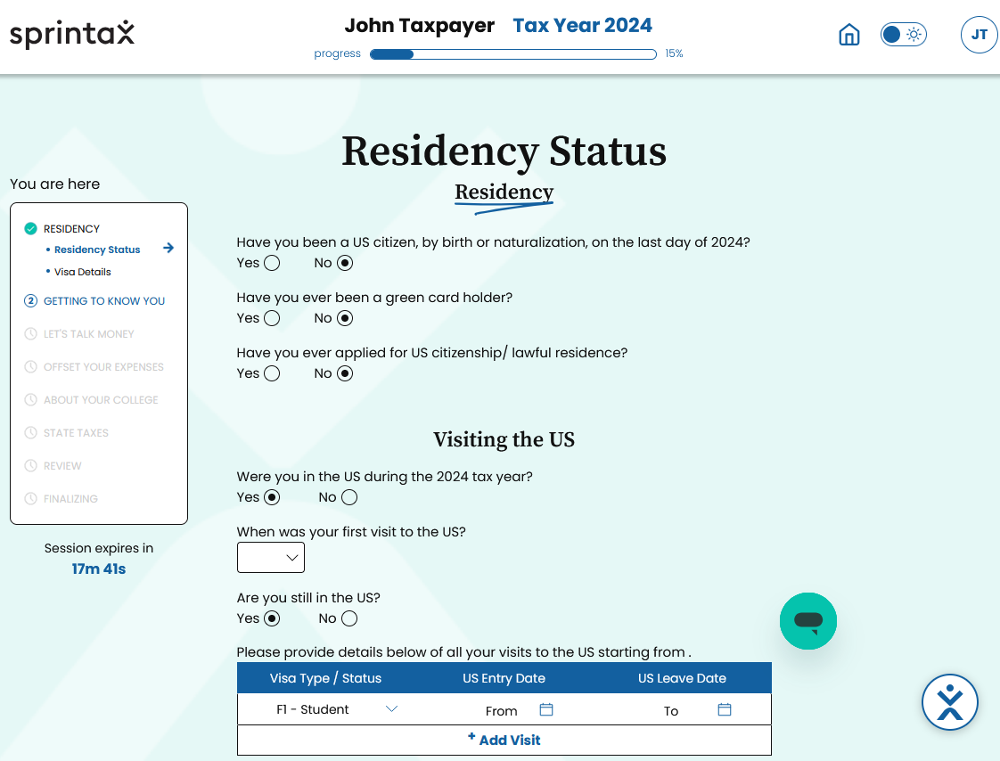 sprintax
John Taxpayer Tax Year 2024
progress 15%
JT
Residency Status
Residency
You are here
RESIDENCY
• Residency Status
• Visa Details
2 GETTING TO KNOW YOU
LET'S TALK MONEY
OFFSET YOUR EXPENSES
ABOUT YOUR COLLEGE
STATE TAXES
REVIEW
FINALIZING
Session expires in
17m 41s
Have you been a US citizen, by birth or naturalization, on the last day of 2024?
Yes No
Have you ever been a green card holder?
Yes No
Have you ever applied for US citizenship/ lawful residence?
Yes No
Visiting the US
Were you in the US during the 2024 tax year?
Yes No
When was your first visit to the US?
Are you still in the US?
Yes No
Please provide details below of all your visits to the US starting from .
Visa Type / Status US Entry Date US Leave Date
F1 - Student From To
+ Add Visit